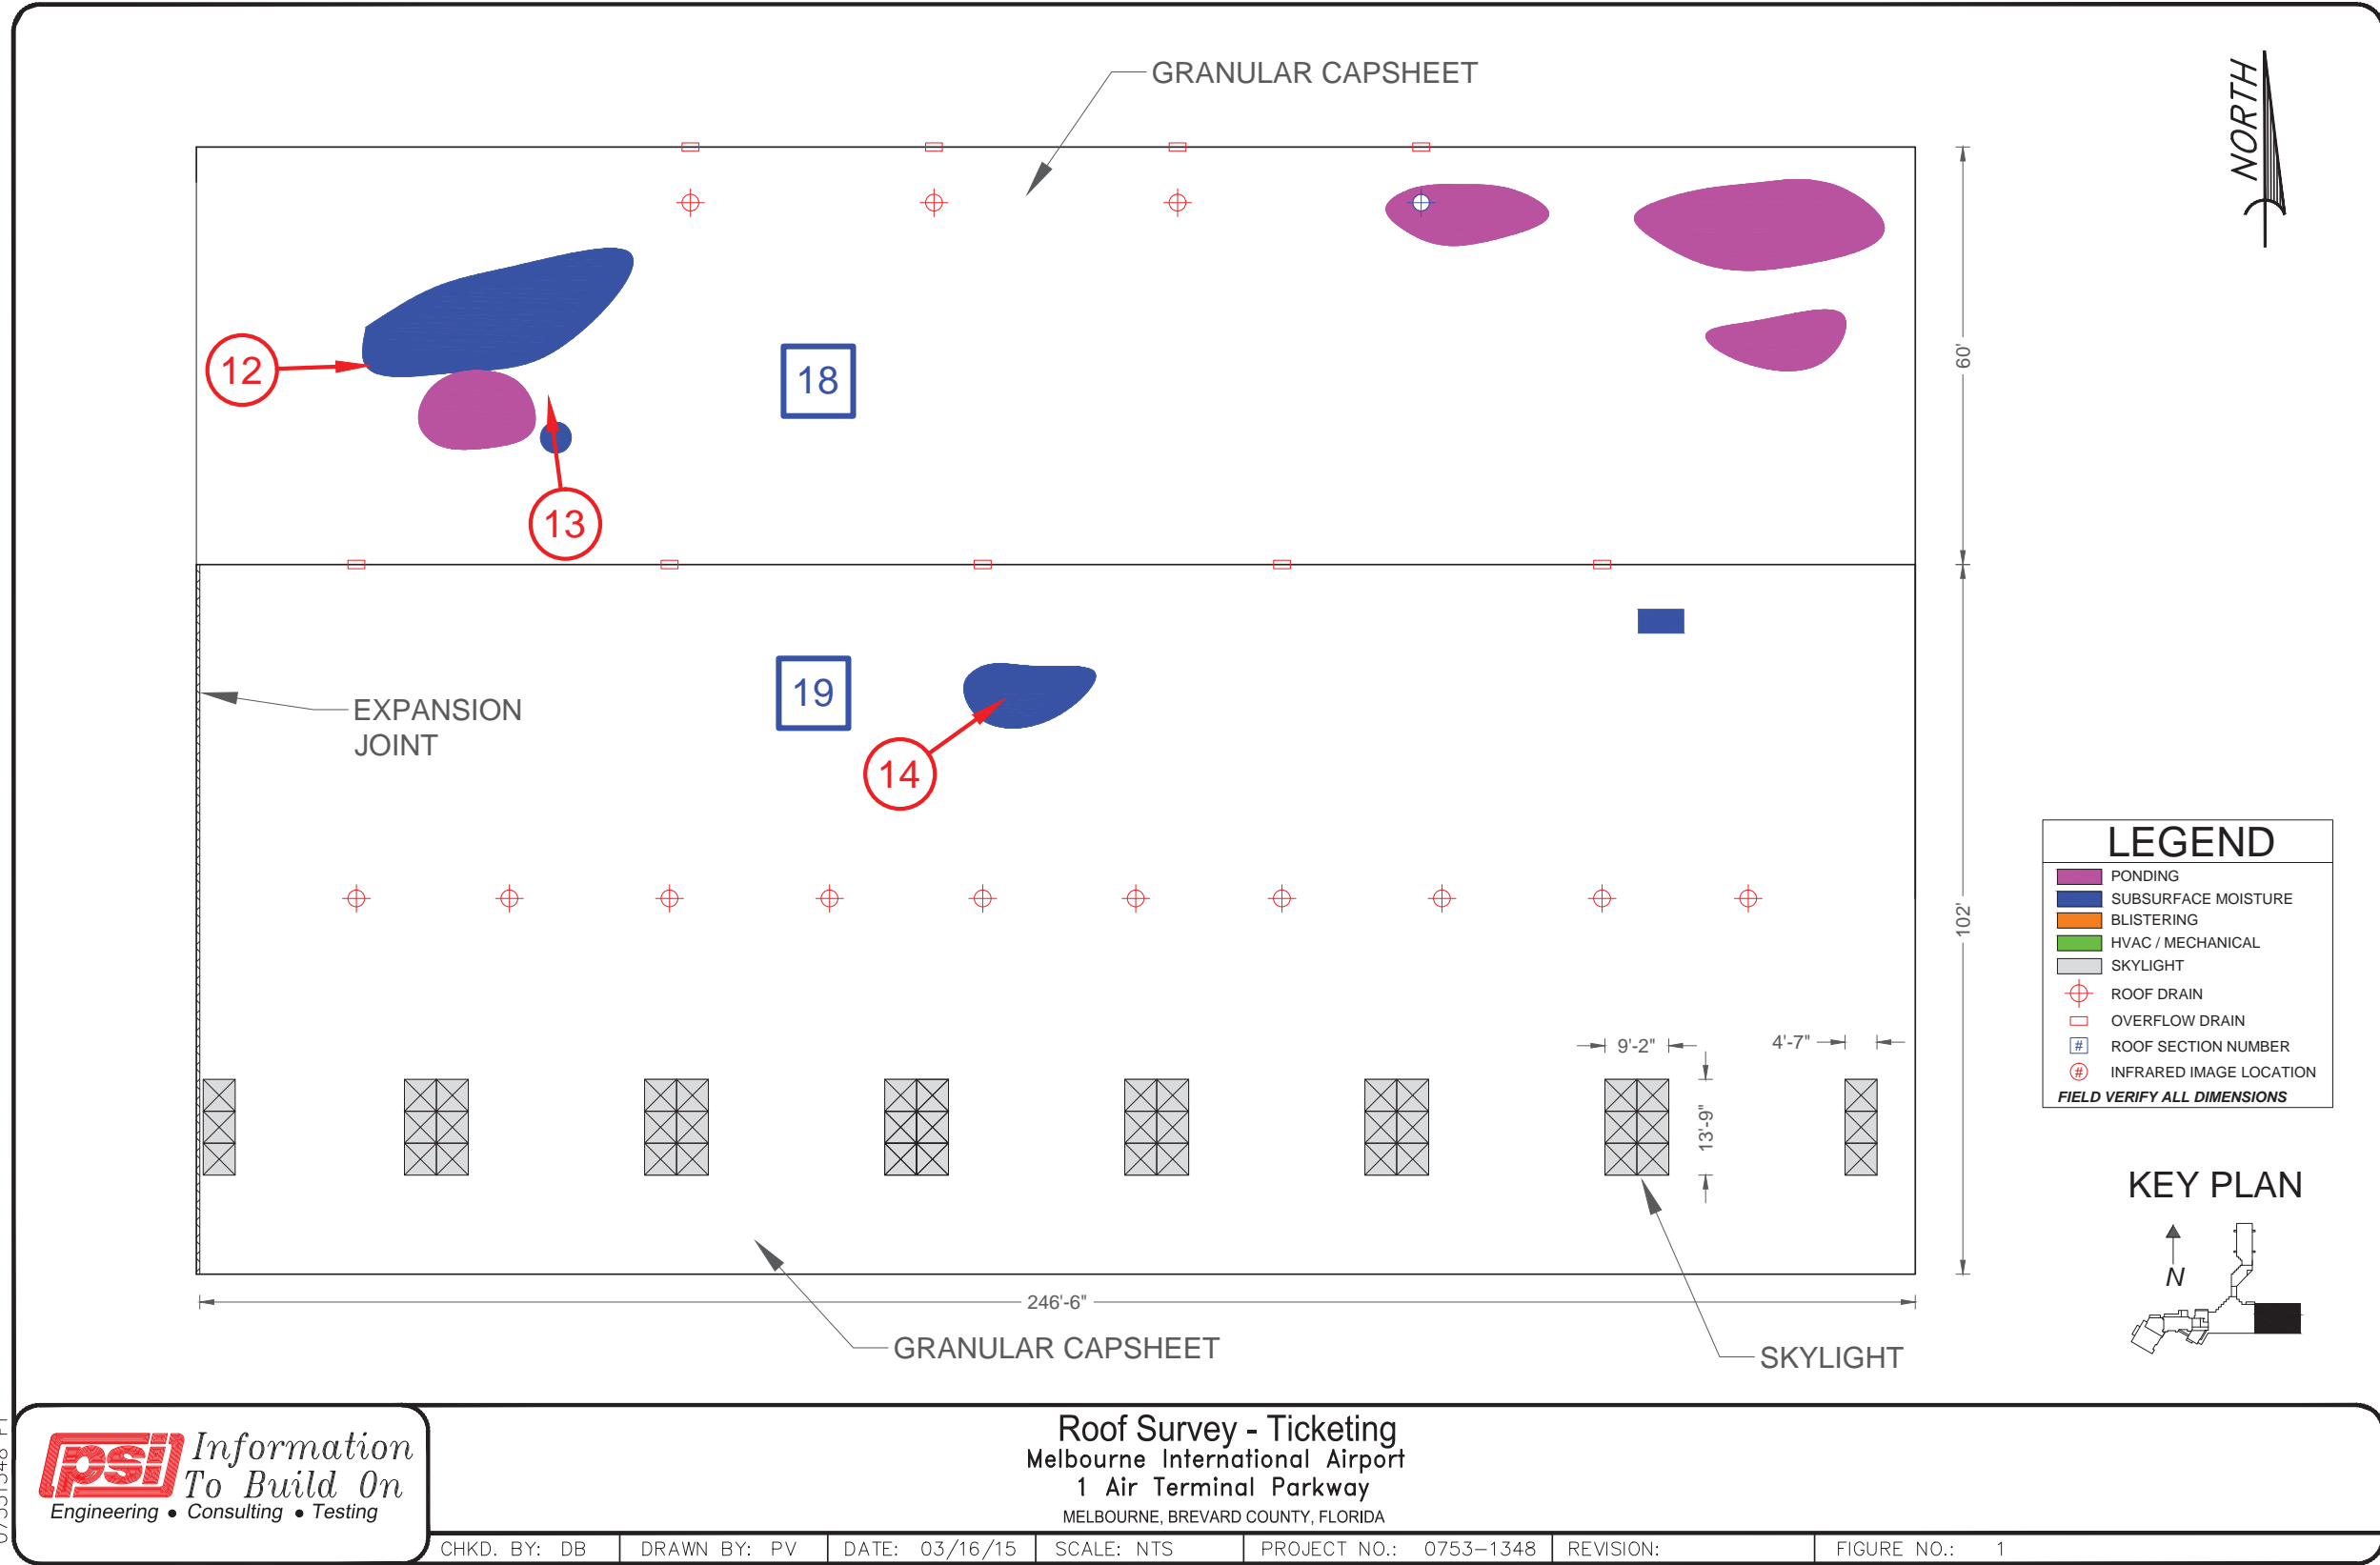 GRANULAR CAPSHEET
NORTH
12
18
13
60'
19
EXPANSION
JOINT
14
102'
LEGEND
PONDING
SUBSURFACE MOISTURE
BLISTERING
HVAC / MECHANICAL
SKYLIGHT
ROOF DRAIN
OVERFLOW DRAIN
# ROOF SECTION NUMBER
# INFRARED IMAGE LOCATION
FIELD VERIFY ALL DIMENSIONS
9'-2"
4'-7"
13'-9"
KEY PLAN
N
246'-6"
GRANULAR CAPSHEET
SKYLIGHT
psi Information
To Build On
Engineering • Consulting • Testing
Roof Survey - Ticketing
Melbourne International Airport
1 Air Terminal Parkway
MELBOURNE, BREVARD COUNTY, FLORIDA
CHKD. BY: DB DRAWN BY: PV DATE: 03/16/15 SCALE: NTS PROJECT NO.: 0753-1348 REVISION: FIGURE NO.: 1